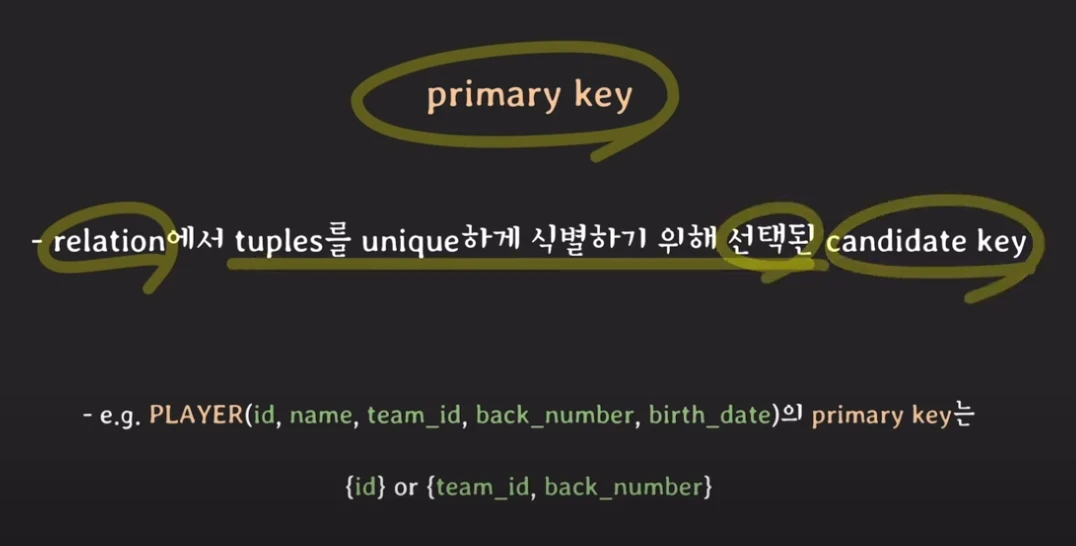 primary key
- relation에서 tuples를 unique하게 식별하기 위해 선택된 candidate key
- e.g. PLAYER(id, name, team_id, back_number, birth_date)의 primary key는
{id} or {team_id, back_number}